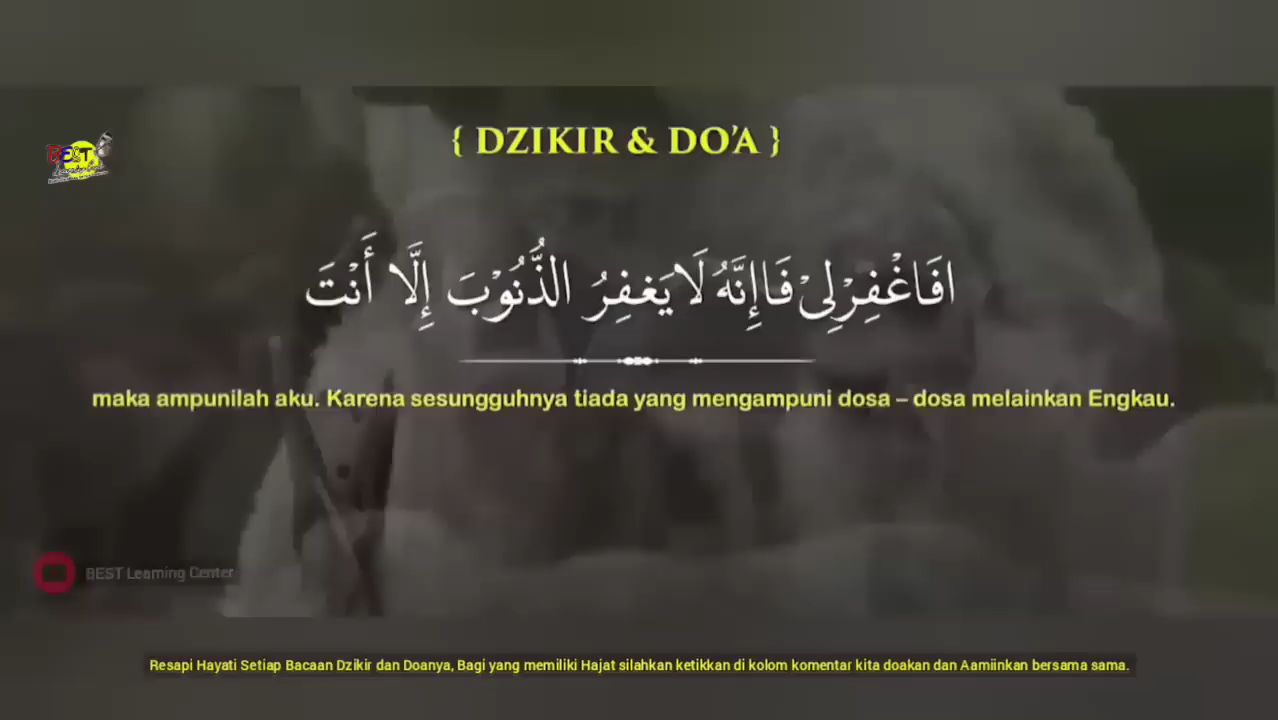 { DZIKIR & DO’A }
BEST
افَاغْفِرْلِىْ فَاإِنَّهُ لَا يَغْفِرُ الذُّنُوْبَ إِلَّا أَنْتَ
maka ampunilah aku. Karena sesungguhnya tiada yang mengampuni dosa – dosa melainkan Engkau.
BEST Learning Center
Resapi Hayati Setiap Bacaan Dzikir dan Doanya, Bagi yang memiliki Hajat silahkan ketikkan di kolom komentar kita doakan dan Aamiinkan bersama sama.